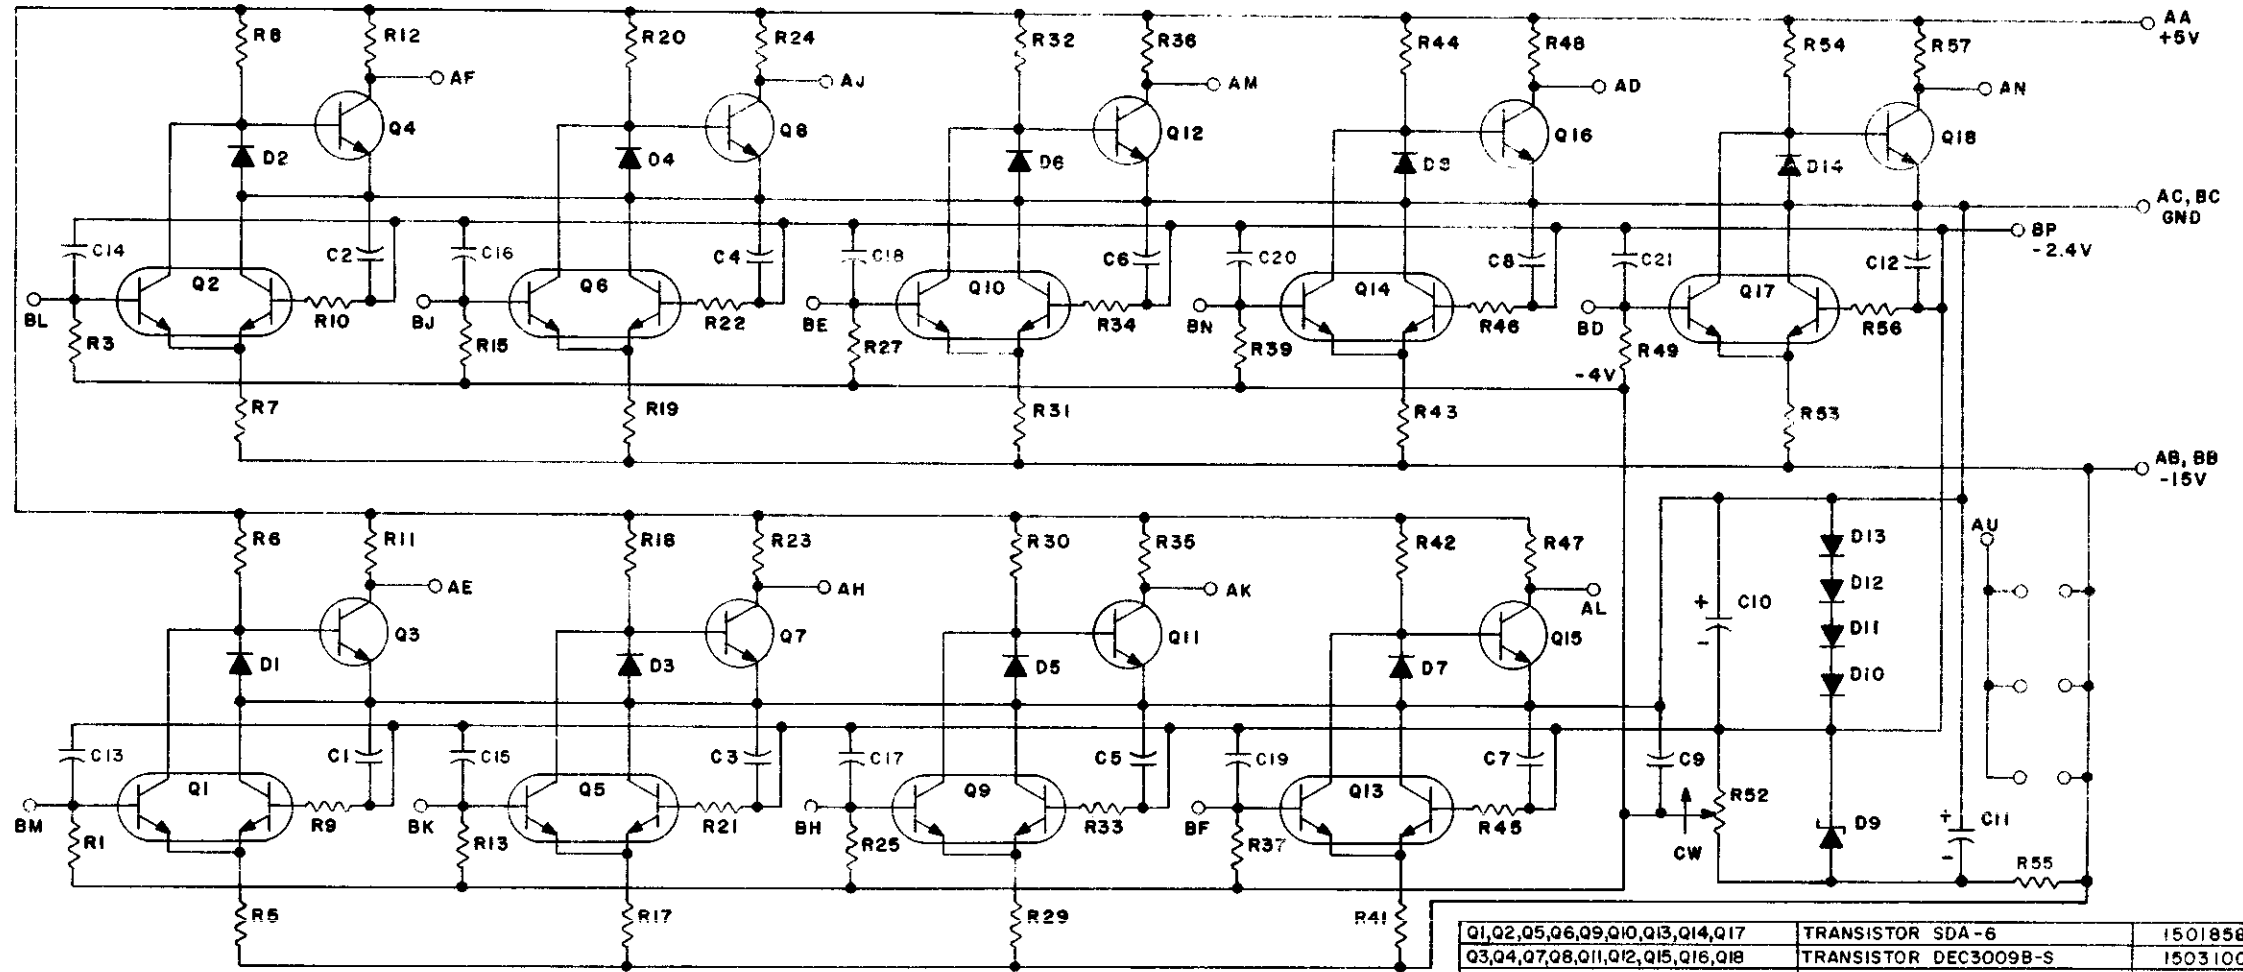 R8 R12 R20 R24 R32 R36 R44 R48 R54 R57 AA
+5V
AF AJ AM AD AN
Q4 Q8 Q12 Q16 Q18
D2 D4 D6 D14
AC, BC
GND
BP
-2.4V
C14 C2 C16 C4 C18 C6 C20 C8 C21 C12
Q2 Q6 Q10 Q14 Q17
BL R10 BJ R22 BE R34 BN R46 BD R56
R3 R15 R27 R39 R49
-4V
R7 R19 R31 R43 R53
AB, BB
-15V
R6 R11 R18 R23 R30 R35 R42 R47 D13 AU
AE AH AK AL D12
+ C10 -
Q3 Q7 Q11 Q15 D11
D1 D3 D5 D7 D10
C13 C1 C15 C3 C17 C5 C19 C7 C9
Q1 Q5 Q9 Q13 R52
BM R9 BK R21 BH R33 BF R45 D9 + C11 -
R1 R13 R25 R37 CW R55
R5 R17 R29 R41
Q1,Q2,Q5,Q6,Q9,Q10,Q13,Q14,Q17 TRANSISTOR SDA-6 1501858
Q3,Q4,Q7,Q8,Q11,Q12,Q15,Q16,Q18 TRANSISTOR DEC3009B-S 1503100